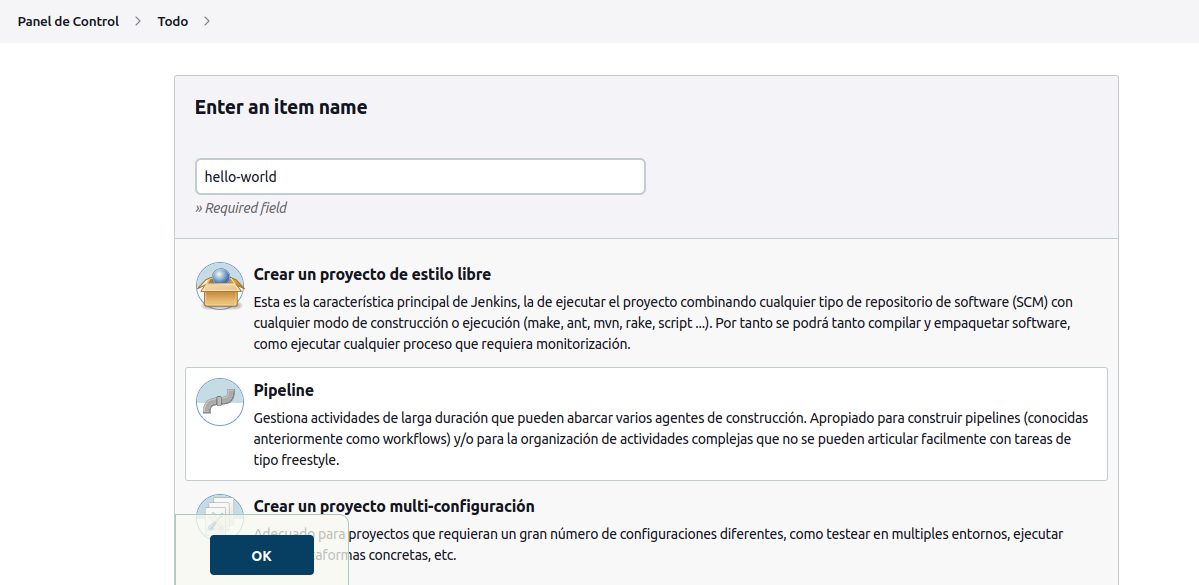 Panel de Control > Todo >
Enter an item name
hello-world
» Required field
Crear un proyecto de estilo libre
Esta es la característica principal de Jenkins, la de ejecutar el proyecto combinando cualquier tipo de repositorio de software (SCM) con
cualquier modo de construcción o ejecución (make, ant, mvn, rake, script ...). Por tanto se podrá tanto compilar y empaquetar software,
como ejecutar cualquier proceso que requiera monitorización.
Pipeline
Gestiona actividades de larga duración que pueden abarcar varios agentes de construcción. Apropiado para construir pipelines (conocidas
anteriormente como workflows) y/o para la organización de actividades complejas que no se pueden articular facilmente con tareas de
tipo freestyle.
Crear un proyecto multi-configuración
Adecuado para proyectos que requieran un gran número de configuraciones diferentes, como testear en multiples entornos, ejecutar
concretas, etc.
OK